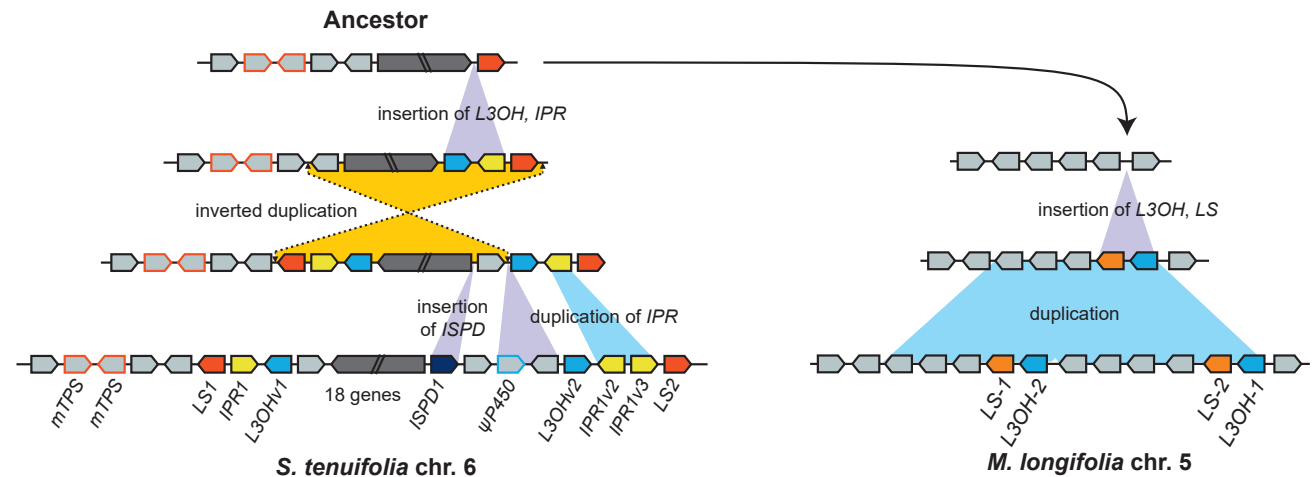 Ancestor
insertion of L3OH, IPR
inverted duplication
insertion of L3OH, LS
insertion
of ISPD
duplication of IPR
duplication
mTPS
mTPS
LS1
IPR1
L3OHv1
18 genes
ISPD1
ψP450
L3OHv2
IPR1v2
IPR1v3
LS2
LS-1
L3OH-2
LS-2
L3OH-1
S. tenuifolia chr. 6
M. longifolia chr. 5